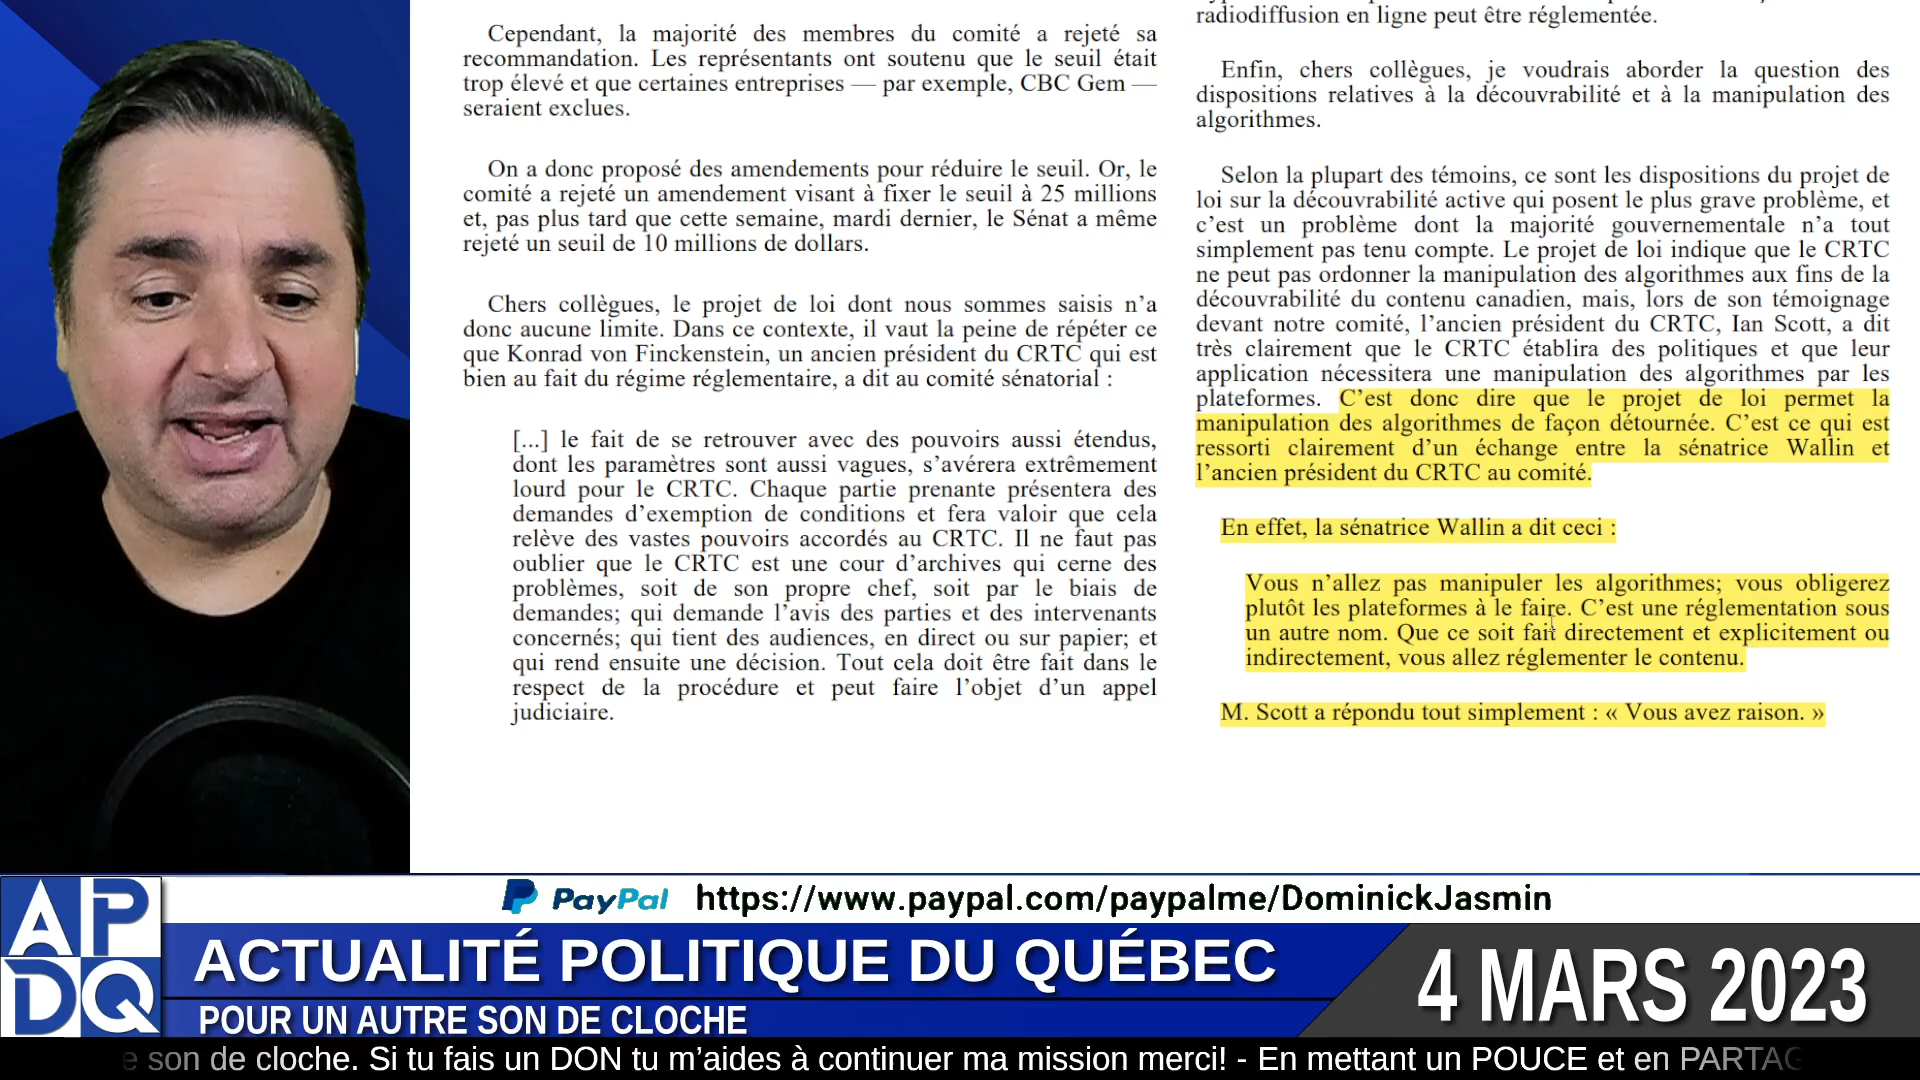 Cependant, la majorité des membres du comité a rejeté sa
recommandation. Les représentants ont soutenu que le seuil était
trop élevé et que certaines entreprises — par exemple, CBC Gem —
seraient exclues.
On a donc proposé des amendements pour réduire le seuil. Or, le
comité a rejeté un amendement visant à fixer le seuil à 25 millions
et, pas plus tard que cette semaine, mardi dernier, le Sénat a même
rejeté un seuil de 10 millions de dollars.
Chers collègues, le projet de loi dont nous sommes saisis n’a
donc aucune limite. Dans ce contexte, il vaut la peine de répéter ce
que Konrad von Finckenstein, un ancien président du CRTC qui est
bien au fait du régime réglementaire, a dit au comité sénatorial :
[...] le fait de se retrouver avec des pouvoirs aussi étendus,
dont les paramètres sont aussi vagues, s’avérera extrêmement
lourd pour le CRTC. Chaque partie prenante présentera des
demandes d’exemption de conditions et fera valoir que cela
relève des vastes pouvoirs accordés au CRTC. Il ne faut pas
oublier que le CRTC est une cour d’archives qui cerne des
problèmes, soit de son propre chef, soit par le biais de
demandes; qui demande l’avis des parties et des intervenants
concernés; qui tient des audiences, en direct ou sur papier; et
qui rend ensuite une décision. Tout cela doit être fait dans le
respect de la procédure et peut faire l’objet d’un appel
judiciaire.
radiodiffusion en ligne peut être réglementée.
Enfin, chers collègues, je voudrais aborder la question des
dispositions relatives à la découvrabilité et à la manipulation des
algorithmes.
Selon la plupart des témoins, ce sont les dispositions du projet de
loi sur la découvrabilité active qui posent le plus grave problème, et
c’est un problème dont la majorité gouvernementale n’a tout
simplement pas tenu compte. Le projet de loi indique que le CRTC
ne peut pas ordonner la manipulation des algorithmes aux fins de la
découvrabilité du contenu canadien, mais, lors de son témoignage
devant notre comité, l’ancien président du CRTC, Ian Scott, a dit
très clairement que le CRTC établira des politiques et que leur
application nécessitera une manipulation des algorithmes par les
plateformes. C’est donc dire que le projet de loi permet la
manipulation des algorithmes de façon détournée. C’est ce qui est
ressorti clairement d’un échange entre la sénatrice Wallin et
l’ancien président du CRTC au comité.
En effet, la sénatrice Wallin a dit ceci :
Vous n’allez pas manipuler les algorithmes; vous obligerez
plutôt les plateformes à le faire. C’est une réglementation sous
un autre nom. Que ce soit fait directement et explicitement ou
indirectement, vous allez réglementer le contenu.
M. Scott a répondu tout simplement : « Vous avez raison. »
PayPal https://www.paypal.com/paypalme/DominickJasmin
AP
DQ
ACTUALITÉ POLITIQUE DU QUÉBEC
POUR UN AUTRE SON DE CLOCHE
4 MARS 2023
e son de cloche. Si tu fais un DON tu m’aides à continuer ma mission merci! - En mettant un POUCE et en PARTAG